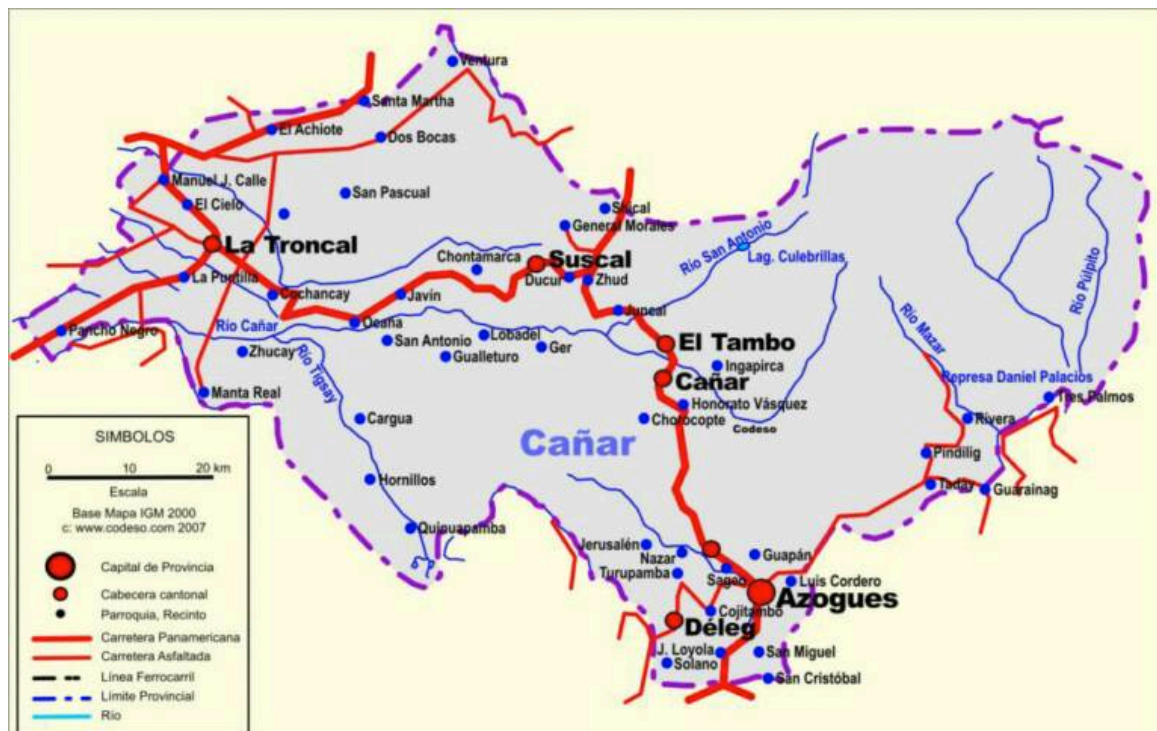 Ventura
Santa Martha
El Achiote
Dos Bocas
Manuel J. Calle
San Pascual
El Cielo
Shical
General Morales
La Troncal
Río San Antonio
Chontamarca
Suscal
Lag. Culebrillas
La Puntilla
Ducur
Zhud
Río Púlpito
Cochancay
Javín
Juncal
Pancho Negro
Río Cañar
Ocaña
Río Mazar
San Antonio
Lobadel
El Tambo
Zhucay
Río Tigsay
Gualleturo
Ger
Ingapirca
Cañar
Represa Daniel Palacios
Manta Real
Honorato Vásquez
Tres Palmos
Cargua
Chorocopte
Codeso
Rivera
Cañar
SIMBOLOS
0 10 20 km
Escala
Base Mapa IGM 2000
c: www.codeso.com 2007
Pindilig
Hornillos
Taday
Guarainag
Quipuapamba
Jerusalén
Nazar
Guapán
Turupamba
Sageo
Luis Cordero
Azogues
Cojitambo
Déleg
J. Loyola
San Miguel
Solano
San Cristóbal
Capital de Provincia
Cabecera cantonal
Parroquia, Recinto
Carretera Panamericana
Carretera Asfaltada
Línea Ferrocarril
Límite Provincial
Río